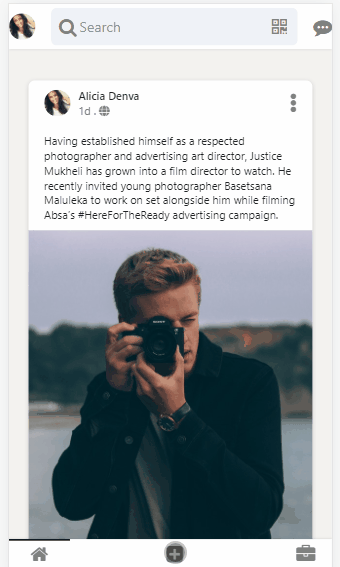 Search
Alicia Denva
1d .
Having established himself as a respected
photographer and advertising art director, Justice
Mukheli has grown into a film director to watch. He
recently invited young photographer Basetsana
Maluleka to work on set alongside him while filming
Absa's #HereForTheReady advertising campaign.